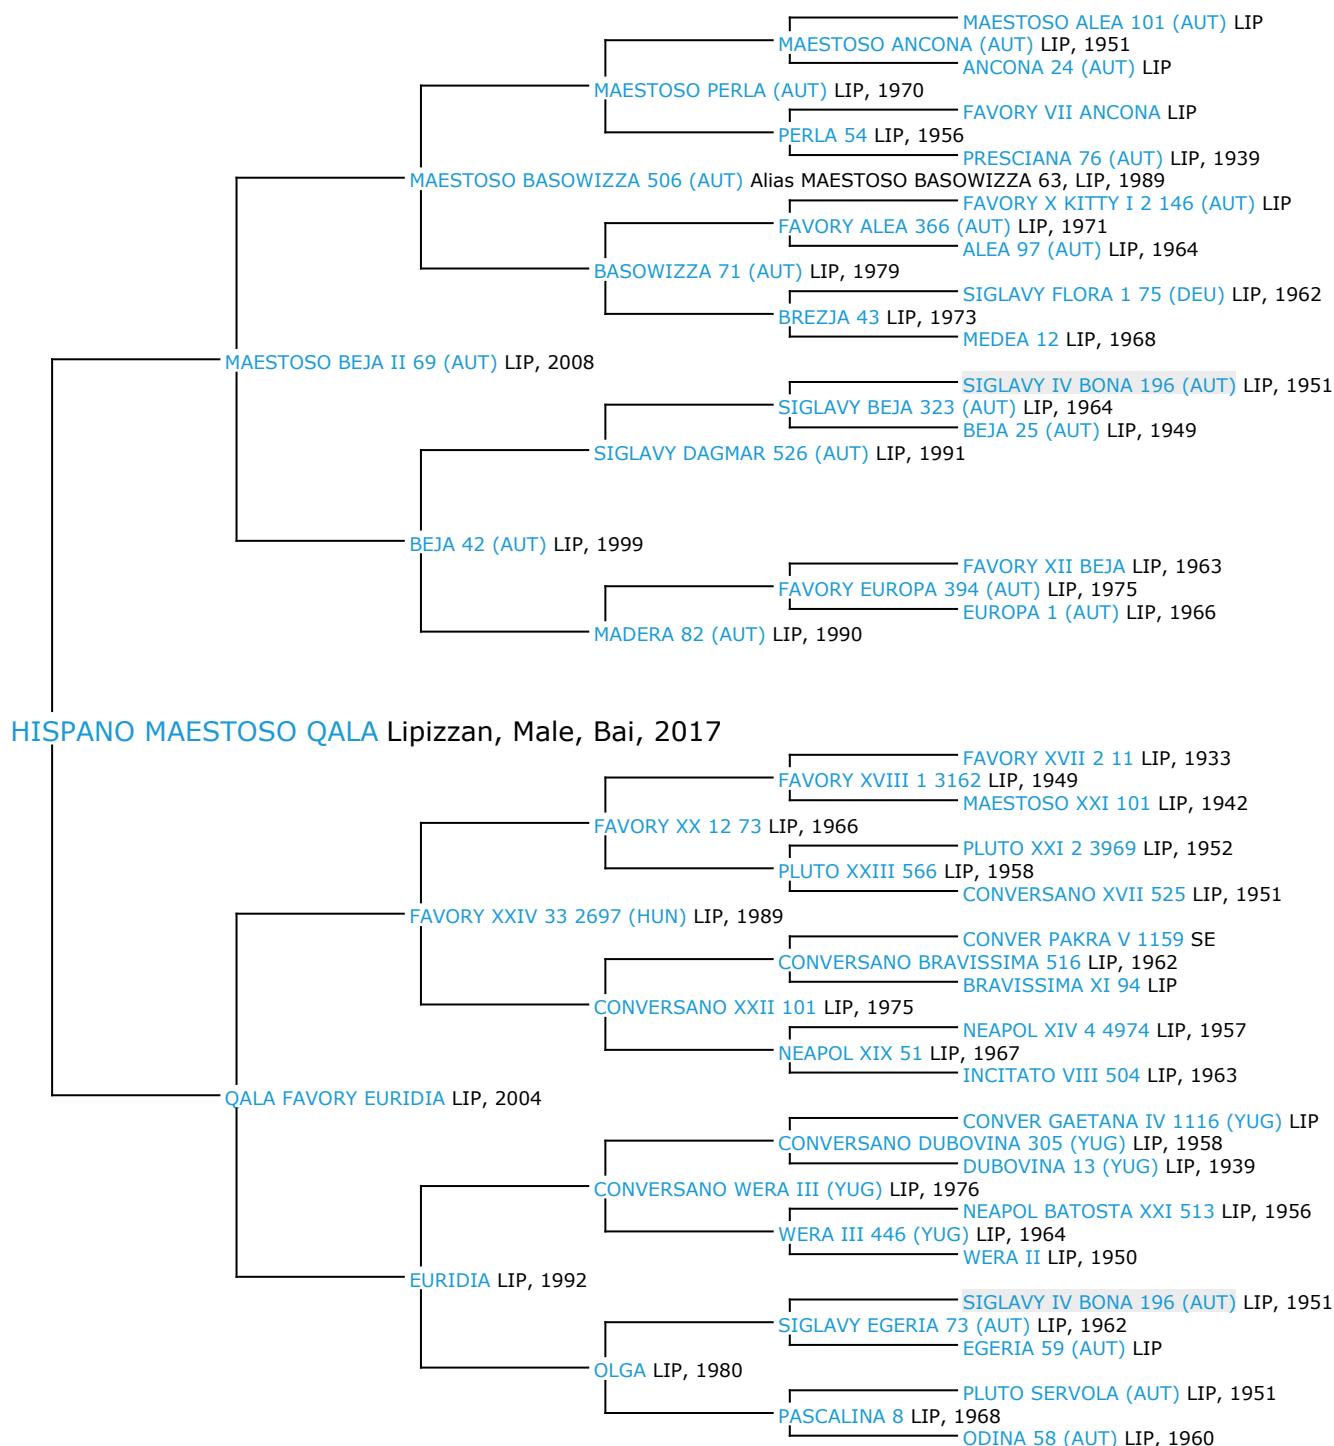 MAESTOSO ALEA 101 (AUT) LIP
MAESTOSO ANCONA (AUT) LIP, 1951
ANCONA 24 (AUT) LIP
MAESTOSO PERLA (AUT) LIP, 1970
FAVORY VII ANCONA LIP
PERLA 54 LIP, 1956
PRESCIANA 76 (AUT) LIP, 1939
MAESTOSO BASOWIZZA 506 (AUT) Alias MAESTOSO BASOWIZZA 63, LIP, 1989
FAVORY X KITTY I 2 146 (AUT) LIP
FAVORY ALEA 366 (AUT) LIP, 1971
ALEA 97 (AUT) LIP, 1964
BASOWIZZA 71 (AUT) LIP, 1979
SIGLAVY FLORA 1 75 (DEU) LIP, 1962
BREZJA 43 LIP, 1973
MEDEA 12 LIP, 1968
MAESTOSO BEJA II 69 (AUT) LIP, 2008
SIGLAVY IV BONA 196 (AUT) LIP, 1951
SIGLAVY BEJA 323 (AUT) LIP, 1964
BEJA 25 (AUT) LIP, 1949
SIGLAVY DAGMAR 526 (AUT) LIP, 1991
BEJA 42 (AUT) LIP, 1999
FAVORY XII BEJA LIP, 1963
FAVORY EUROPA 394 (AUT) LIP, 1975
EUROPA 1 (AUT) LIP, 1966
MADERA 82 (AUT) LIP, 1990
HISPANO MAESTOSO QALA Lipizzan, Male, Bai, 2017
FAVORY XVII 2 11 LIP, 1933
FAVORY XVIII 1 3162 LIP, 1949
MAESTOSO XXI 101 LIP, 1942
FAVORY XX 12 73 LIP, 1966
PLUTO XXI 2 3969 LIP, 1952
PLUTO XXIII 566 LIP, 1958
CONVERSANO XVII 525 LIP, 1951
FAVORY XXIV 33 2697 (HUN) LIP, 1989
CONVER PAKRA V 1159 SE
CONVERSANO BRAVISSIMA 516 LIP, 1962
BRAVISSIMA XI 94 LIP
CONVERSANO XXII 101 LIP, 1975
NEAPOL XIV 4 4974 LIP, 1957
NEAPOL XIX 51 LIP, 1967
INCITATO VIII 504 LIP, 1963
QALA FAVORY EURIDIA LIP, 2004
CONVER GAETANA IV 1116 (YUG) LIP
CONVERSANO DUBOVINA 305 (YUG) LIP, 1958
DUBOVINA 13 (YUG) LIP, 1939
CONVERSANO WERA III (YUG) LIP, 1976
NEAPOL BATOSTA XXI 513 LIP, 1956
WERA III 446 (YUG) LIP, 1964
WERA II LIP, 1950
EURIDIA LIP, 1992
SIGLAVY IV BONA 196 (AUT) LIP, 1951
SIGLAVY EGERIA 73 (AUT) LIP, 1962
EGERIA 59 (AUT) LIP
OLGA LIP, 1980
PLUTO SERVOLA (AUT) LIP, 1951
PASCALINA 8 LIP, 1968
ODINA 58 (AUT) LIP, 1960